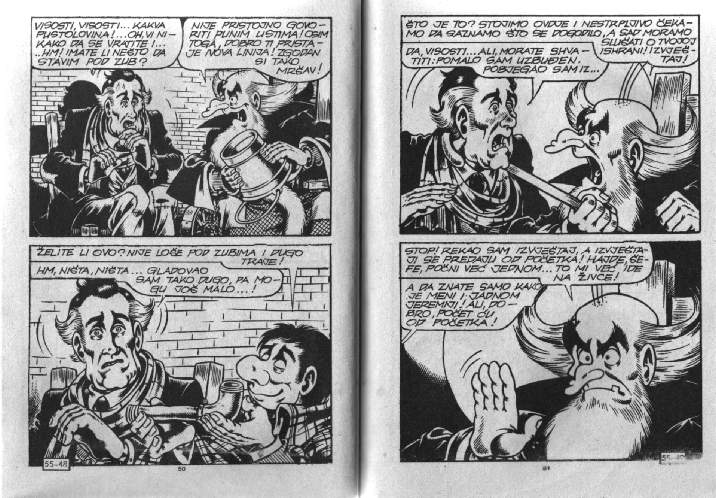 VISOSTI, VISOSTI... KAKVA
PUSTOLOVINA!...OH, VI NI-
KAKO DA SE VRATITE!...
..HM! IMATE LI NEŠTO DA
STAVIM POD ZUB?
NIJE PRISTOJNO GOVO-
RITI PUNIM USTIMA! OSIM
TOGA, DOBRO TI PRISTA-
JE NOVA LINIJA! ZGODAN
SI TAKO
MRŠAV!
ŽELITE LI OVO? NIJE LOŠE POD ZUBIMA I DUGO
TRAJE!
HM, NIŠTA, NIŠTA... GLADOVAO
SAM TAKO DUGO, PA MO-
GU JOŠ MALO...!
55-48
80
ŠTO JE TO? STOJIMO OVDJE I NESTRPLJIVO ČEKA-
MO DA SAZNAMO ŠTO SE DOGODILO, A SAD MORAMO
SLUŠATI O TVOJOJ
ISHRANI! IZVJEŠ-
TAJ!
DA, VISOSTI...ALI, MORATE SHVA-
TITI: POMALO SAM UZBUĐEN.
POBJEGAO SAM IZ...
STOP! REKAO SAM IZVJEŠTAJ, A IZVJEŠTA-
JI SE PREDAJU OD POČETKA! HAJDE, ŠE-
FE, POČNI VEĆ JEDNOM... TO MI VEĆ IDE
NA ŽIVCE!
A DA ZNATE SAMO KAKO
JE MENI, JADNOM
JEREMIJI! ALI, DO-
BRO, POČET ĆU
OD POČETKA!
81